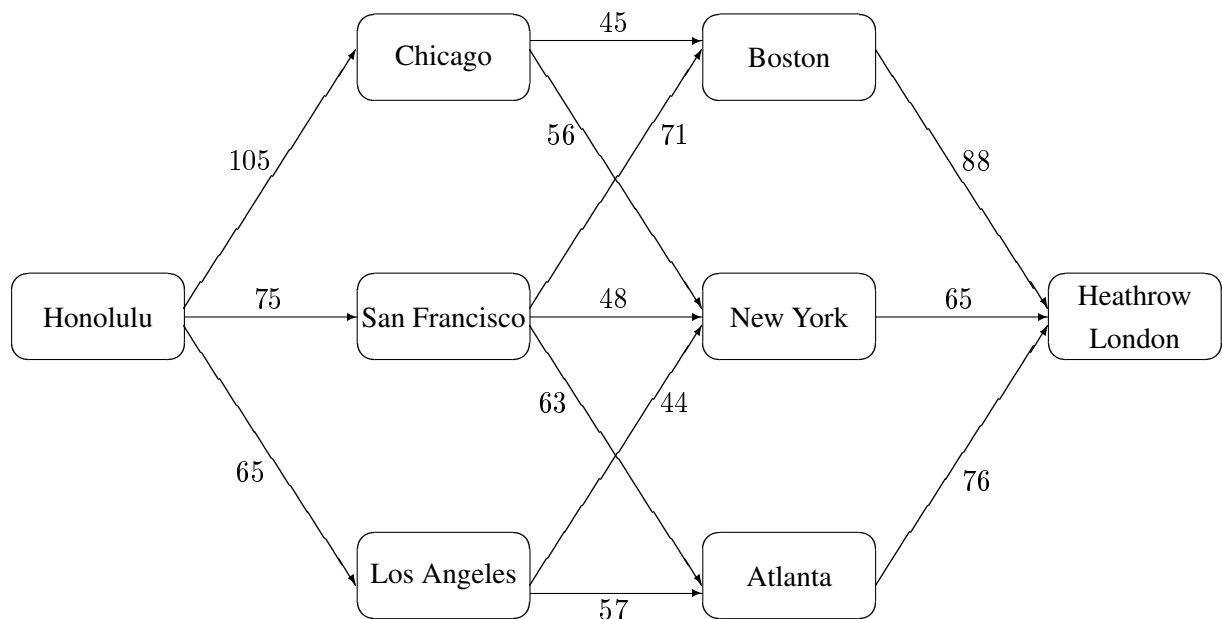 45
Chicago
Boston
56
71
105
88
Honolulu
75
San Francisco
48
New York
65
Heathrow
London
63
44
65
76
Los Angeles
Atlanta
57